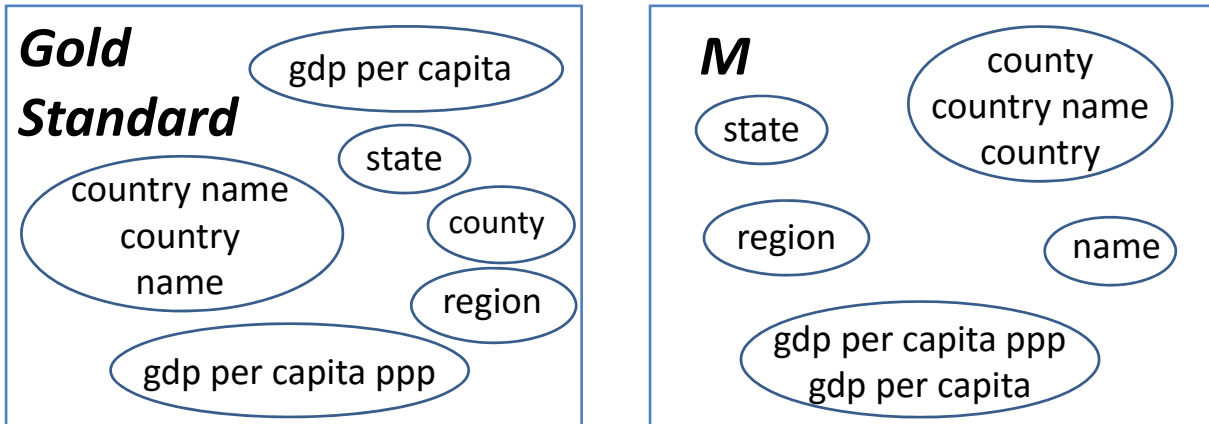 Gold
Standard
gdp per capita
state
country name
country
name
county
region
gdp per capita ppp
M
state
county
country name
country
region
name
gdp per capita ppp
gdp per capita